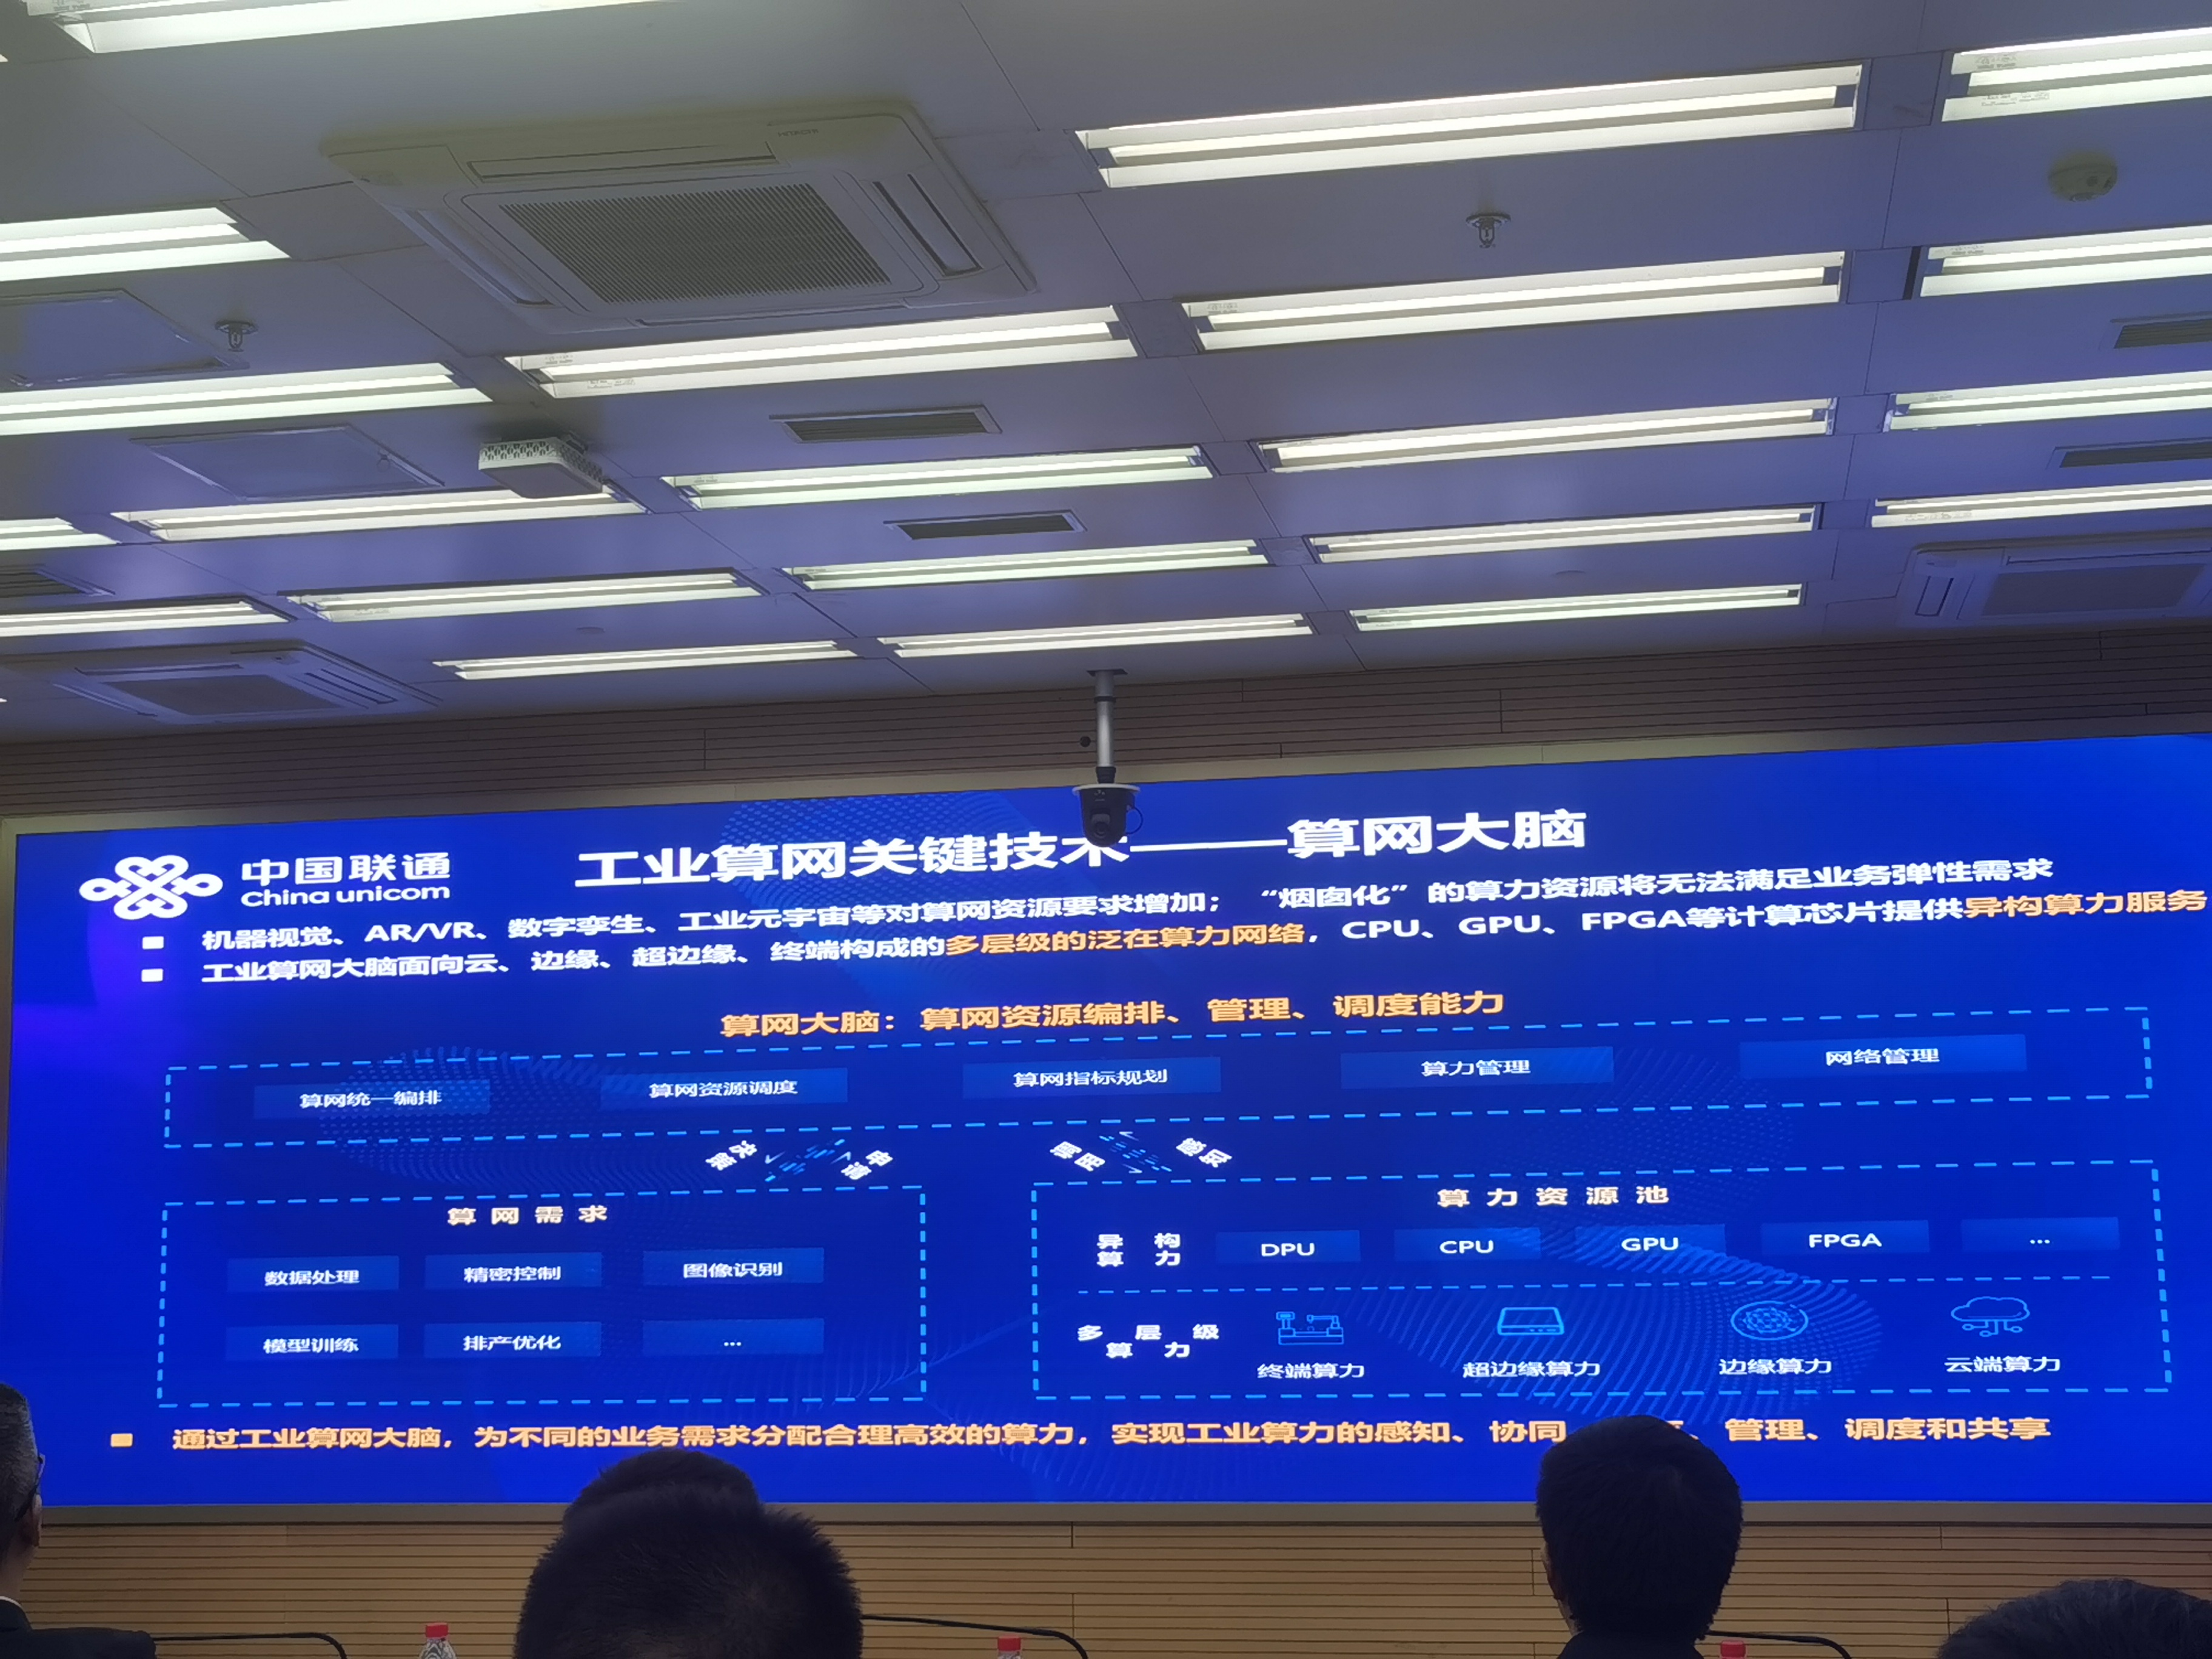 HITACHI
中国联通
China unicom
工业算网关键技术——算网大脑
■ 机器视觉、AR/VR、数字孪生、工业元宇宙等对算网资源要求增加；“烟囱化”的算力资源将无法满足业务弹性需求
■ 工业算网大脑面向云、边缘、超边缘、终端构成的多层级的泛在算力网络，CPU、GPU、FPGA等计算芯片提供异构算力服务
算网大脑：算网资源编排、管理、调度能力
算网统一编排 算网资源调度 算网指标规划 算力管理 网络管理
决策 申请 调配 感知
算网需求
数据处理 精密控制 图像识别
模型训练 排产优化 ...
算力资源池
异构
算力
DPU CPU GPU FPGA ...
多层级
算力
终端算力 超边缘算力 边缘算力 云端算力
■ 通过工业算网大脑，为不同的业务需求分配合理高效的算力，实现工业算力的感知、协同、管理、调度和共享